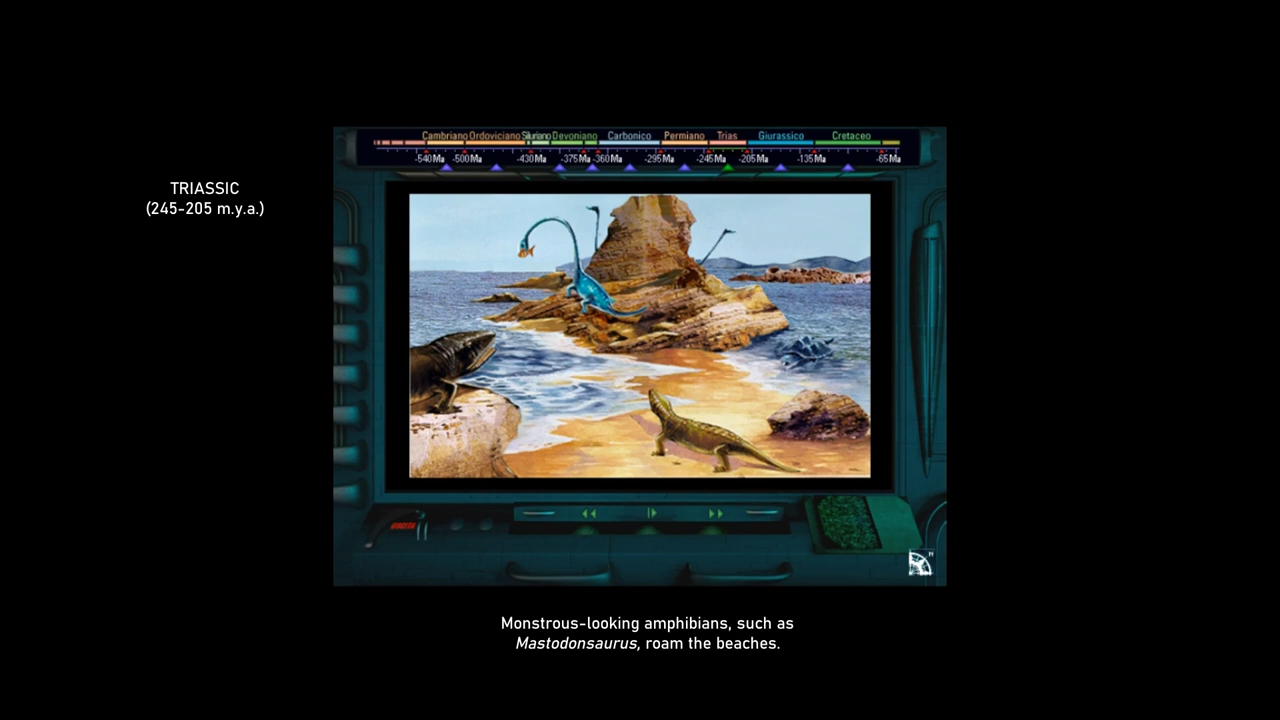 Cambriano Ordoviciano Siluriano Devoniano Carbonico Permiano Trias Giurassico Cretaceo
-540Ma -500Ma -430Ma -375Ma -360Ma -295Ma -245Ma -205Ma -135Ma -65Ma
TRIASSIC
(245-205 m.y.a.)
Monstrous-looking amphibians, such as
Mastodonsaurus, roam the beaches.